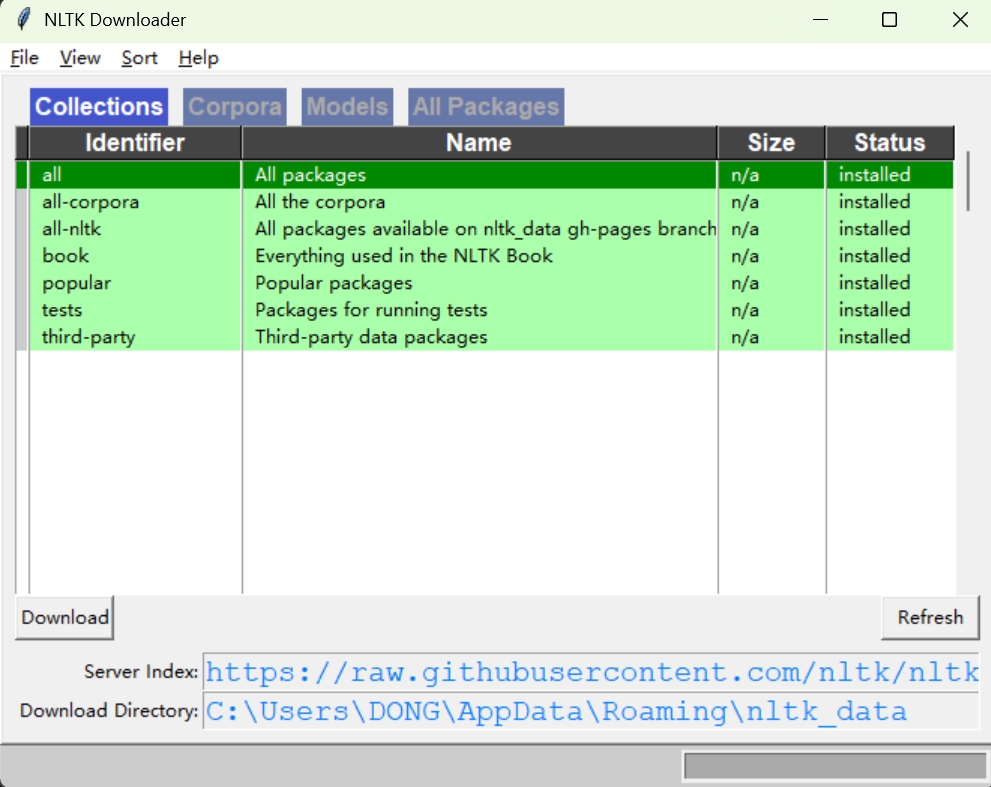 NLTK Downloader
File View Sort Help
Collections Corpora Models All Packages
Identifier Name Size Status
all All packages n/a installed
all-corpora All the corpora n/a installed
all-nltk All packages available on nltk_data gh-pages branch n/a installed
book Everything used in the NLTK Book n/a installed
popular Popular packages n/a installed
tests Packages for running tests n/a installed
third-party Third-party data packages n/a installed
Download Refresh
Server Index: https://raw.githubusercontent.com/nltk/nltk
Download Directory: C:\Users\DONG\AppData\Roaming\nltk_data